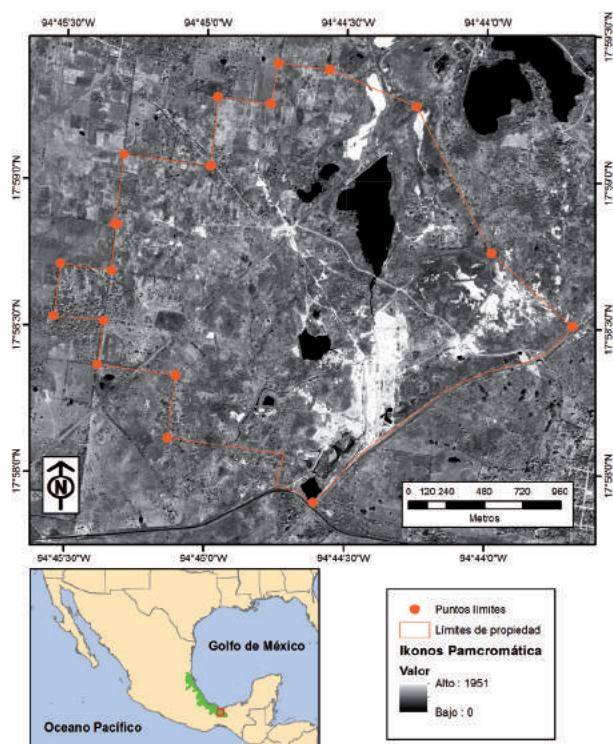 94°45'30"W 94°45'0"W 94°44'30"W 94°44'0"W
17°59'30"N
17°59'0"N 17°59'0"N
17°58'30"N 17°58'30"N
17°58'0"N 17°58'0"N
N
0 120 240 480 720 960
Metros
94°45'30"W 94°45'0"W 94°44'30"W 94°44'0"W
Golfo de México
Oceano Pacífico
Puntos límites
Límites de propiedad
Ikonos Pamcromática
Valor
Alto : 1951
Bajo : 0